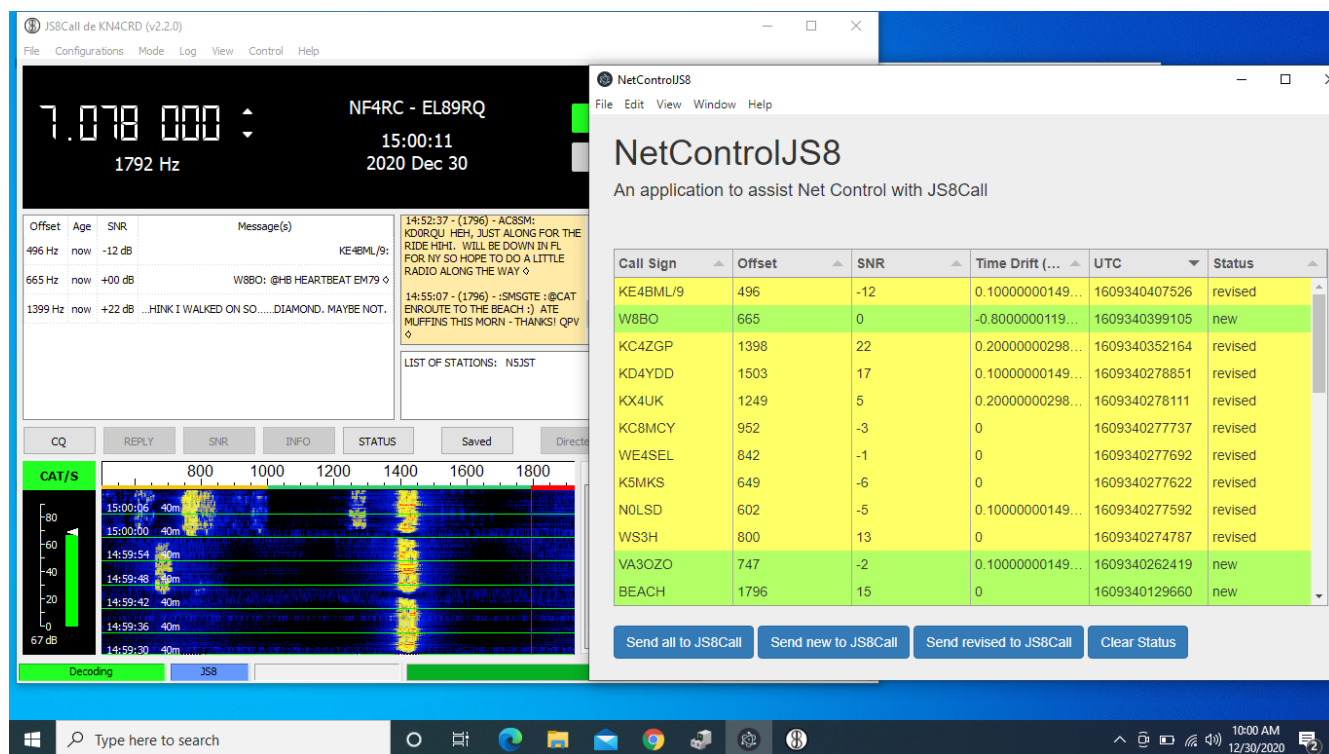 JS8Call de KN4CRD (v2.2.0)
File Configurations Mode Log View Control Help
7.078 000
1792 Hz
NF4RC - EL89RQ
15:00:11
2020 Dec 30
Offset Age SNR Message(s)
496 Hz now -12 dB KE4BML/9:
665 Hz now +00 dB W8BO: @HB HEARTBEAT EM79 ◊
1399 Hz now +22 dB ...HINK I WALKED ON SO.....DIAMOND. MAYBE NOT.
14:52:37 - (1796) - AC8SM:
KD0RQU HEH, JUST ALONG FOR THE
RIDE HIHI. WILL BE DOWN IN FL
FOR NY SO HOPE TO DO A LITTLE
RADIO ALONG THE WAY ◊
14:55:07 - (1796) - :SMSGTE :@CAT
ENROUTE TO THE BEACH :) ATE
MUFFINS THIS MORN - THANKS! QPV
◊
LIST OF STATIONS: N5JST
CQ REPLY SNR INFO STATUS Saved Directe
CAT/S
800 1000 1200 1400 1600 1800
80
60
40
20
0
67 dB
15:00:06 40m
15:00:00 40m
14:59:54 40m
14:59:48 40m
14:59:42 40m
14:59:36 40m
14:59:30 40m
Decoding JS8
NetControlJS8
File Edit View Window Help
NetControlJS8
An application to assist Net Control with JS8Call
Call Sign Offset SNR Time Drift (... UTC Status
KE4BML/9 496 -12 0.10000000149... 1609340407526 revised
W8BO 665 0 -0.8000000119... 1609340399105 new
KC4ZGP 1398 22 0.20000000298... 1609340352164 revised
KD4YDD 1503 17 0.10000000149... 1609340278851 revised
KX4UK 1249 5 0.20000000298... 1609340278111 revised
KC8MCY 952 -3 0 1609340277737 revised
WE4SEL 842 -1 0 1609340277692 revised
K5MKS 649 -6 0 1609340277622 revised
N0LSD 602 -5 0.10000000149... 1609340277592 revised
WS3H 800 13 0 1609340274787 revised
VA3OZO 747 -2 0.10000000149... 1609340262419 new
BEACH 1796 15 0 1609340129660 new
Send all to JS8Call Send new to JS8Call Send revised to JS8Call Clear Status
Type here to search
10:00 AM
12/30/2020
2